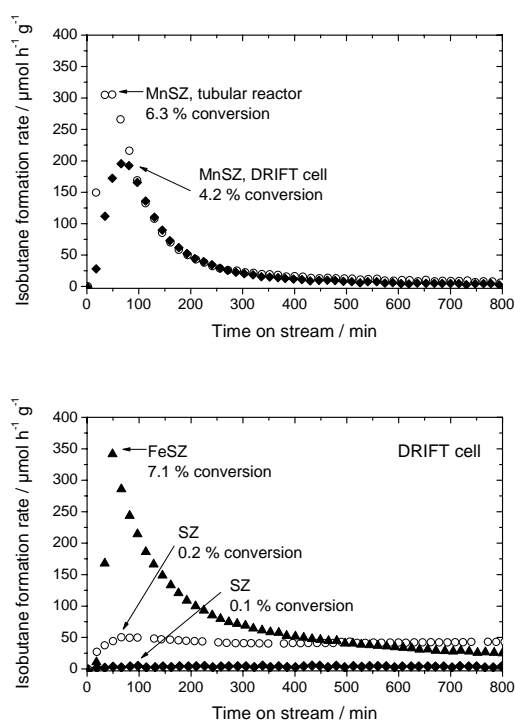 400
350
300
250
200
150
100
50
0
Isobutane formation rate / µmol h⁻¹ g⁻¹
MnSZ, tubular reactor
6.3 % conversion
MnSZ, DRIFT cell
4.2 % conversion
0 100 200 300 400 500 600 700 800
Time on stream / min
400
350
300
250
200
150
100
50
0
Isobutane formation rate / µmol h⁻¹ g⁻¹
FeSZ
7.1 % conversion
DRIFT cell
SZ
0.2 % conversion
SZ
0.1 % conversion
0 100 200 300 400 500 600 700 800
Time on stream / min